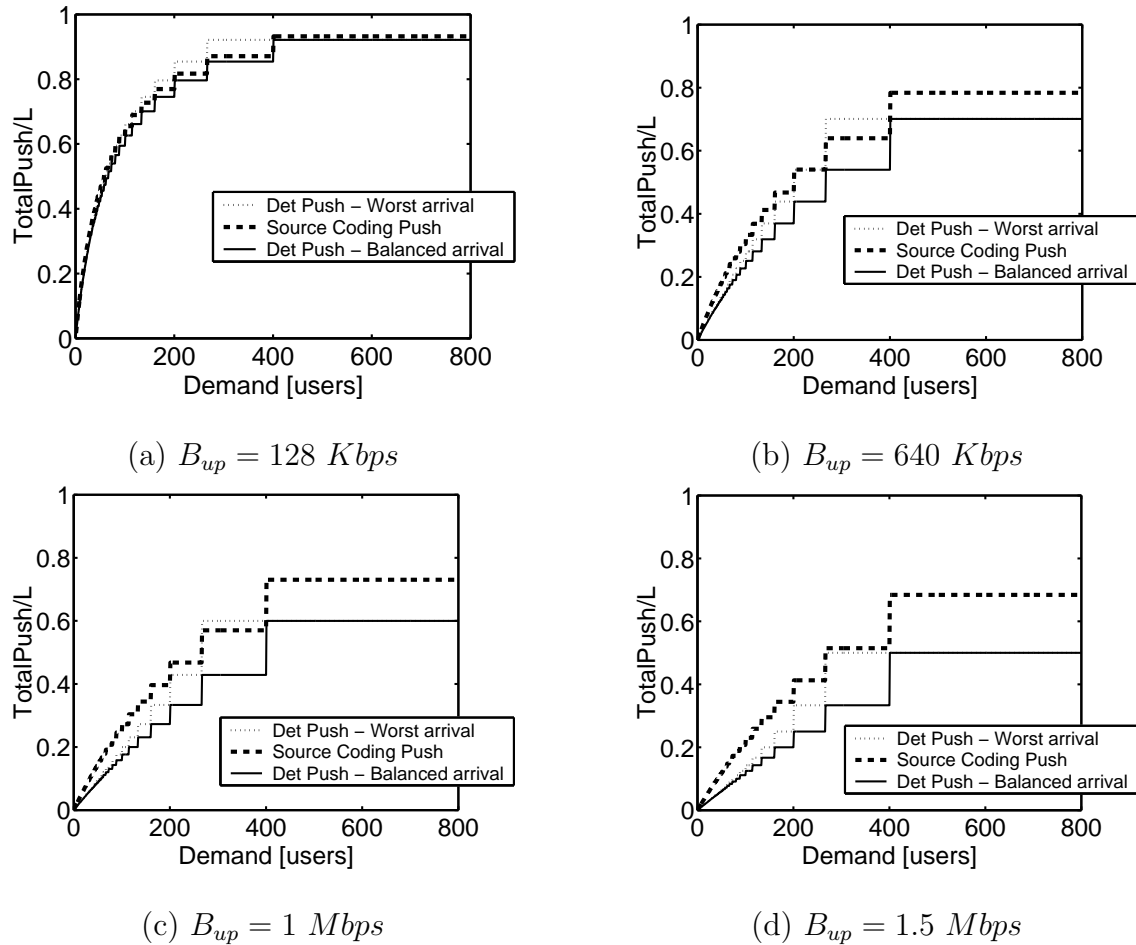 TotalPush/L
1
0.8
0.6
0.4
0.2
0
Det Push − Worst arrival
Source Coding Push
Det Push − Balanced arrival
0 200 400 600 800
Demand [users]
(a) B_up = 128 Kbps
TotalPush/L
1
0.8
0.6
0.4
0.2
0
Det Push − Worst arrival
Source Coding Push
Det Push − Balanced arrival
0 200 400 600 800
Demand [users]
(b) B_up = 640 Kbps
TotalPush/L
1
0.8
0.6
0.4
0.2
0
Det Push − Worst arrival
Source Coding Push
Det Push − Balanced arrival
0 200 400 600 800
Demand [users]
(c) B_up = 1 Mbps
TotalPush/L
1
0.8
0.6
0.4
0.2
0
Det Push − Worst arrival
Source Coding Push
Det Push − Balanced arrival
0 200 400 600 800
Demand [users]
(d) B_up = 1.5 Mbps